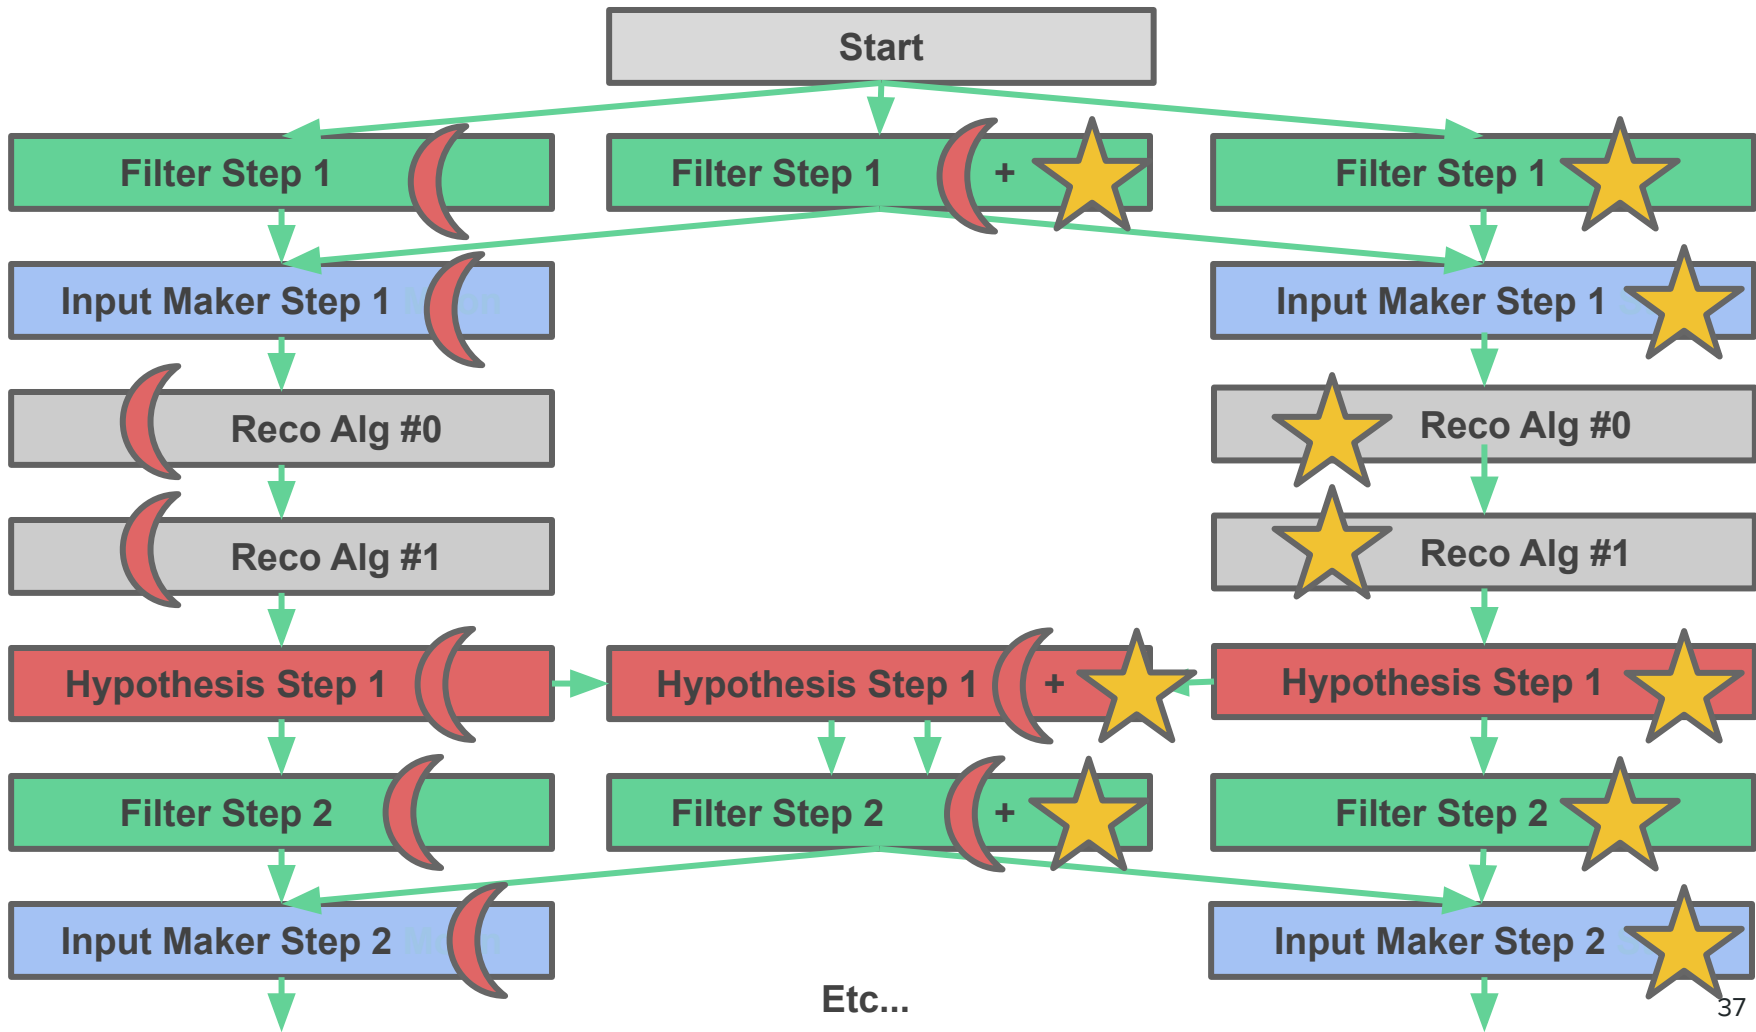 Start
Filter Step 1
Filter Step 1 +
Filter Step 1
Input Maker Step 1
Input Maker Step 1
Reco Alg #0
Reco Alg #0
Reco Alg #1
Reco Alg #1
Hypothesis Step 1
Hypothesis Step 1 +
Hypothesis Step 1
Filter Step 2
Filter Step 2 +
Filter Step 2
Input Maker Step 2
Input Maker Step 2
Etc...
37